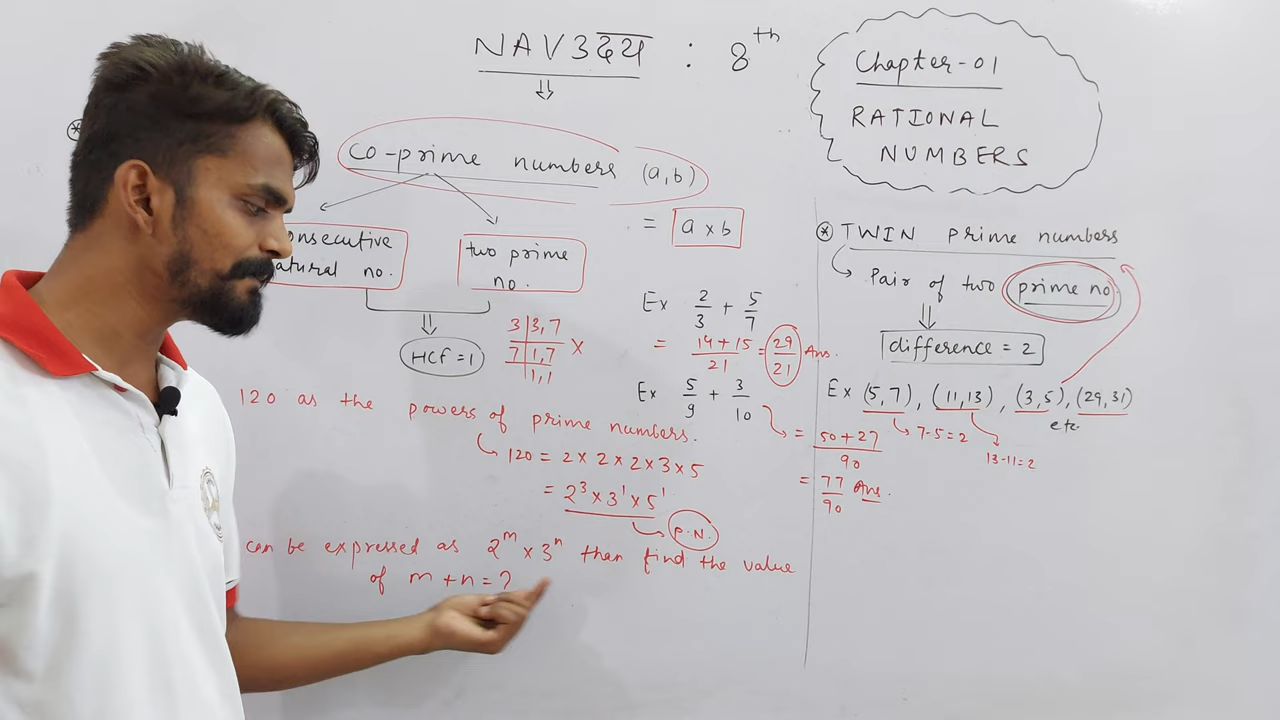 NAV3दय : 8th
Chapter-01
RATIONAL
NUMBERS
Co-prime numbers (a,b)
= a x b
onsecutive
atural no.
two prime
no.
HCF = 1
3 | 3, 7
7 | 1, 7
| 1, 1
X
Ex 2/3 + 5/7
= 14+15/21 = 29/21 Ans.
Ex 5/9 + 3/10
= 50+27/90
= 77/90 Ans.
120 as the powers of prime numbers.
120 = 2 x 2 x 2 x 3 x 5
= 2³ x 3¹ x 5¹
P.N.
can be expressed as 2^m x 3^n then find the value
of m + n = ?
* TWIN prime numbers
Pair of two prime no.
difference = 2
Ex (5,7), (11,13), (3,5), (29,31)
etc
7-5=2
13-11=2